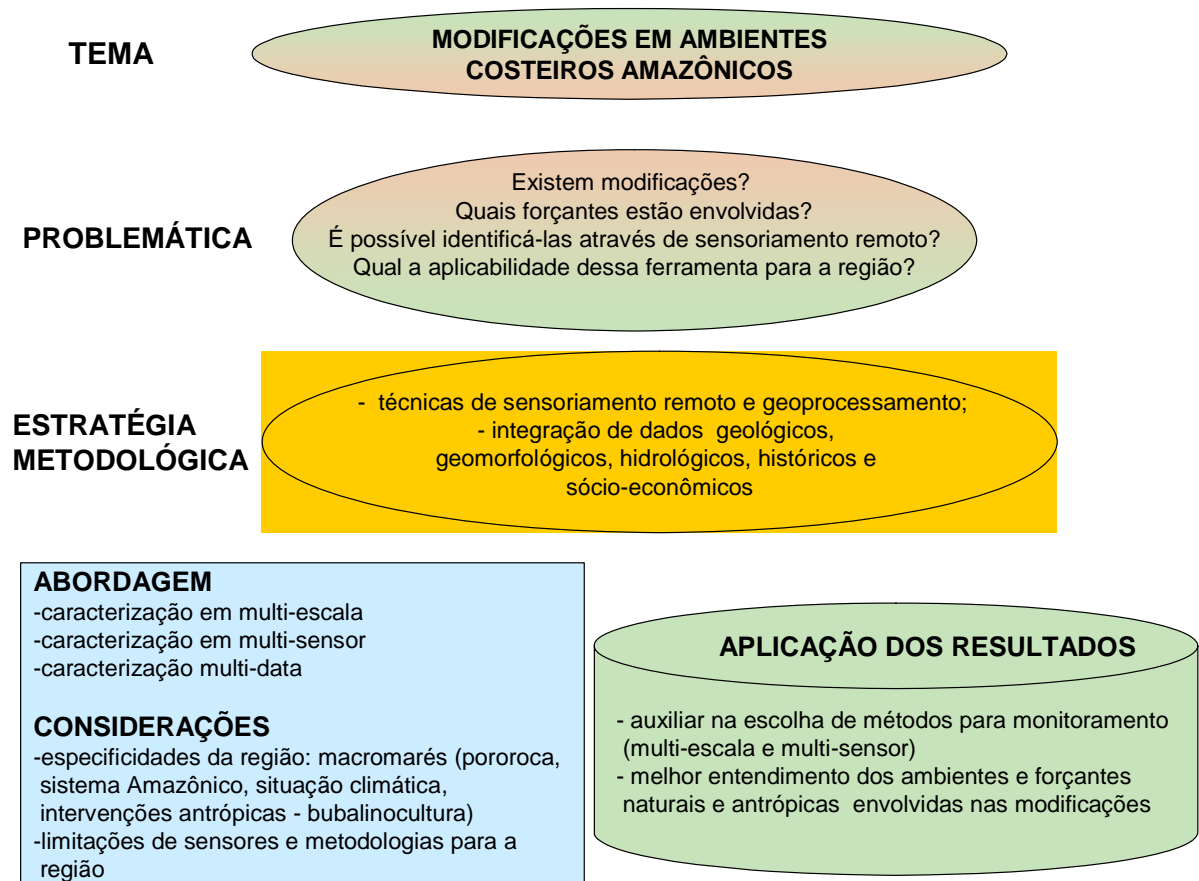 TEMA
MODIFICAÇÕES EM AMBIENTES
COSTEIROS AMAZÔNICOS
PROBLEMÁTICA
Existem modificações?
Quais forçantes estão envolvidas?
É possível identificá-las através de sensoriamento remoto?
Qual a aplicabilidade dessa ferramenta para a região?
ESTRATÉGIA
METODOLÓGICA
- técnicas de sensoriamento remoto e geoprocessamento;
- integração de dados geológicos,
geomorfológicos, hidrológicos, históricos e
sócio-econômicos
ABORDAGEM
-caracterização em multi-escala
-caracterização em multi-sensor
-caracterização multi-data
CONSIDERAÇÕES
-especificidades da região: macromarés (pororoca,
sistema Amazônico, situação climática,
intervenções antrópicas - bubalinocultura)
-limitações de sensores e metodologias para a
região
APLICAÇÃO DOS RESULTADOS
- auxiliar na escolha de métodos para monitoramento
(multi-escala e multi-sensor)
- melhor entendimento dos ambientes e forçantes
naturais e antrópicas envolvidas nas modificações